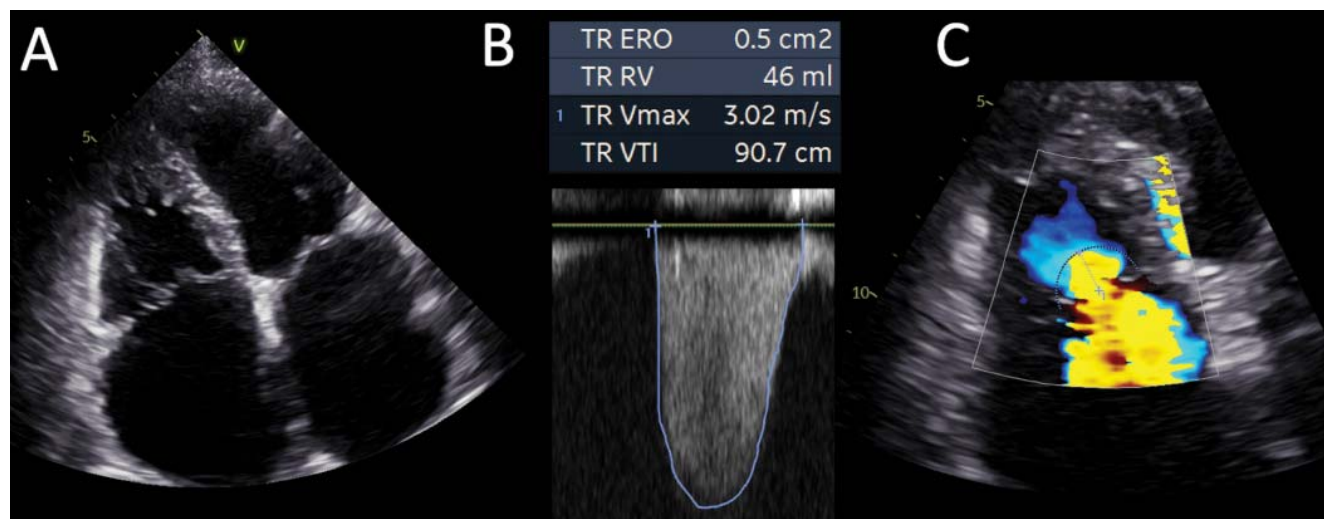 A
V
5
B
TR ERO 0.5 cm2
TR RV 46 ml
1 TR Vmax 3.02 m/s
TR VTI 90.7 cm
1
C
5
10
1